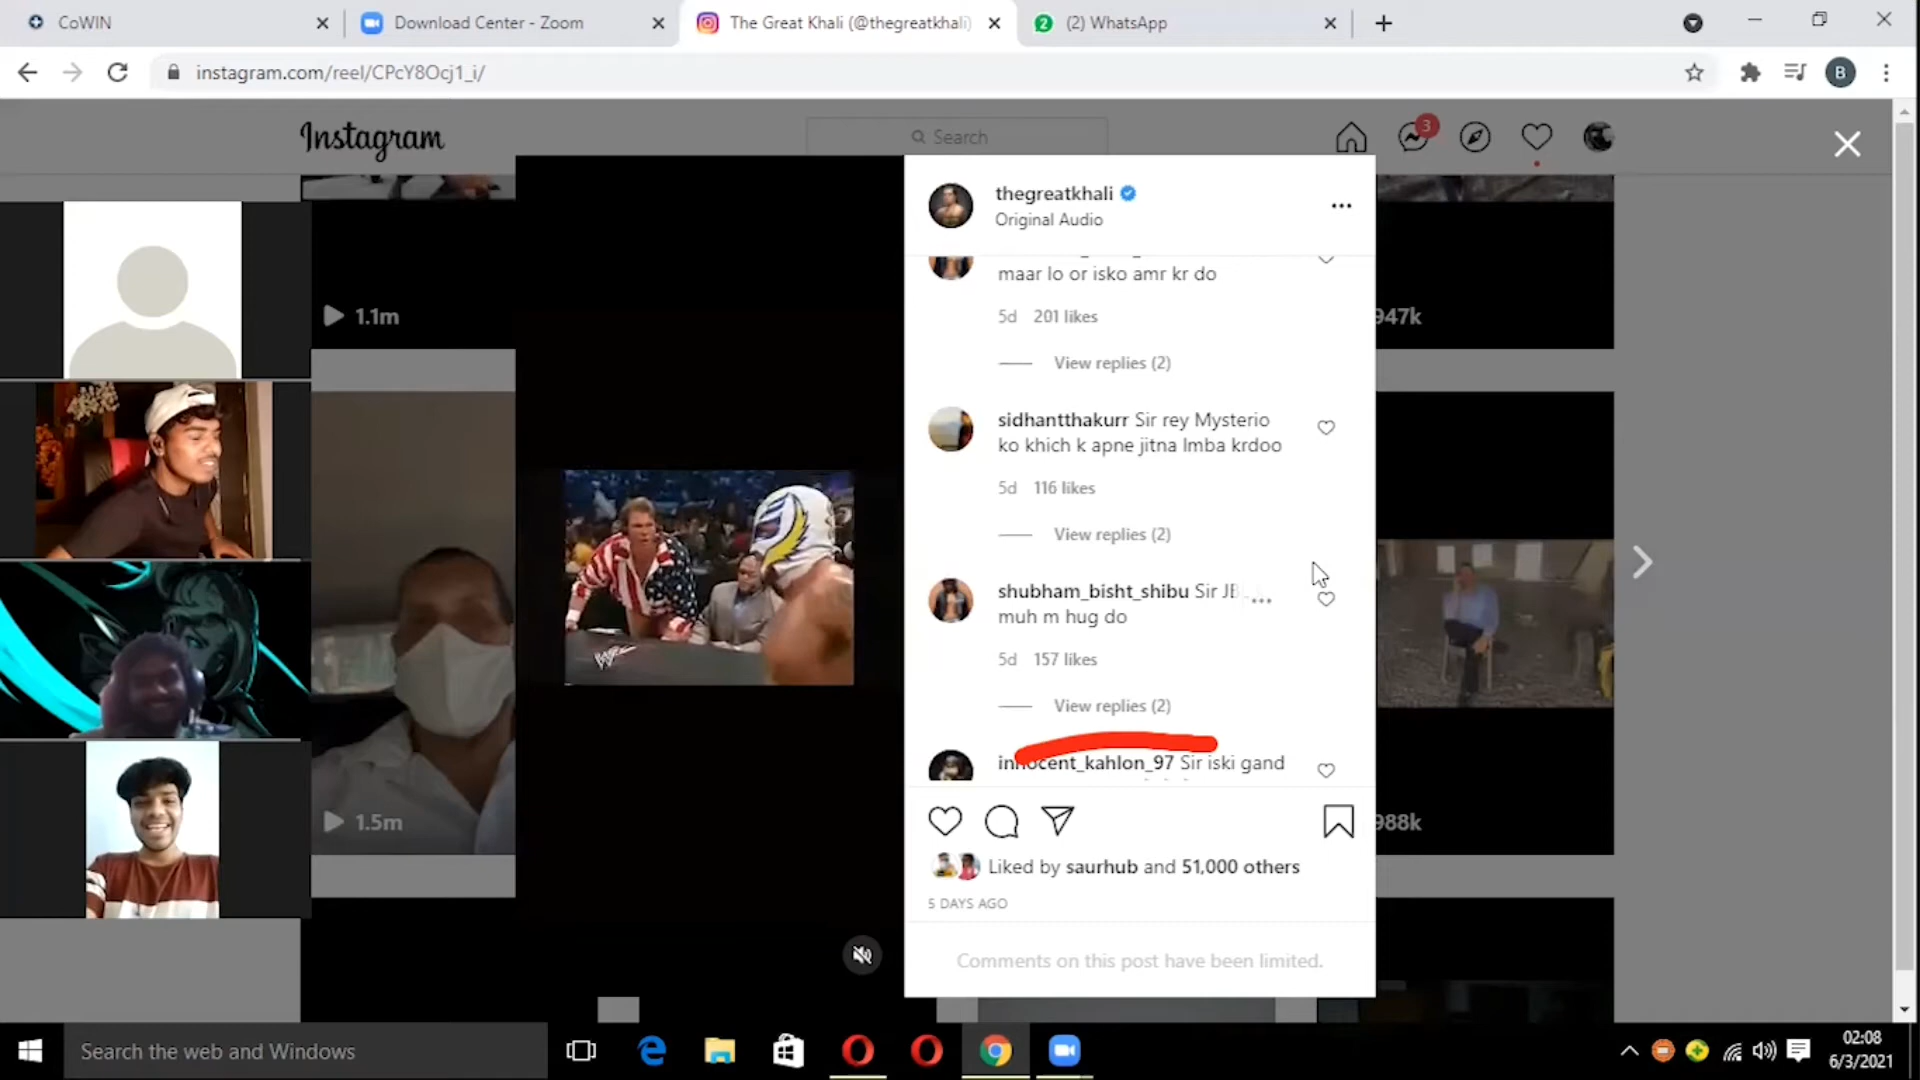 CoWIN
Download Center - Zoom
The Great Khali (@thegreatkhali)
2
(2) WhatsApp
instagram.com/reel/CPcY8Ocj1_i/
B
Instagram
Search
3
thegreatkhali
Original Audio
maar lo or isko amr kr do
5d 201 likes
View replies (2)
1.1m
947k
sidhantthakurr Sir rey Mysterio
ko khich k apne jitna lmba krdoo
5d 116 likes
View replies (2)
shubham_bisht_shibu Sir JB
muh m hug do
5d 157 likes
View replies (2)
innocent_kahlon_97 Sir iski gand
1.5m
988k
Liked by saurhub and 51,000 others
5 DAYS AGO
Comments on this post have been limited.
Search the web and Windows
02:08
6/3/2021